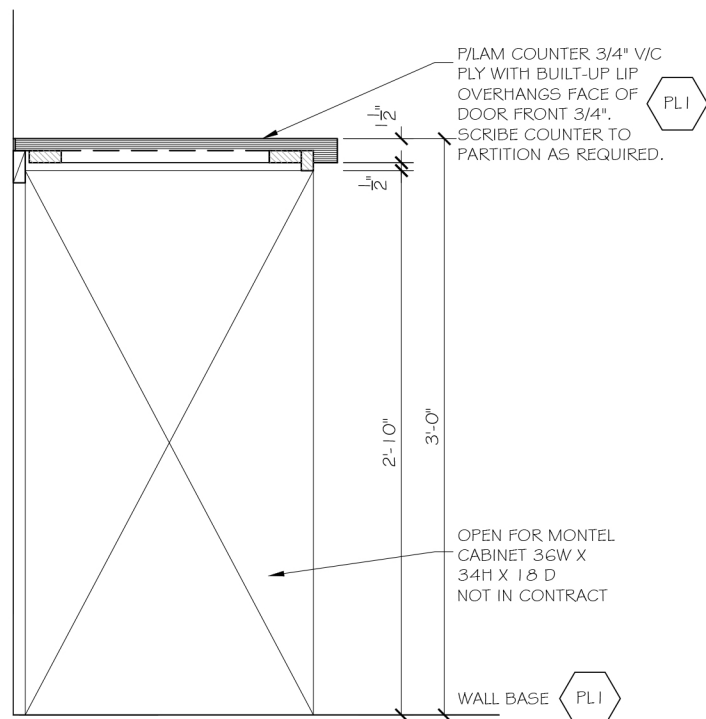 P/LAM COUNTER 3/4" V/C
PLY WITH BUILT-UP LIP
OVERHANGS FACE OF
DOOR FRONT 3/4".
SCRIBE COUNTER TO
PARTITION AS REQUIRED.
PL1
1 1/2"
1/2"
2'-10"
3'-0"
OPEN FOR MONTEL
CABINET 36W X
34H X 18 D
NOT IN CONTRACT
WALL BASE
PL1